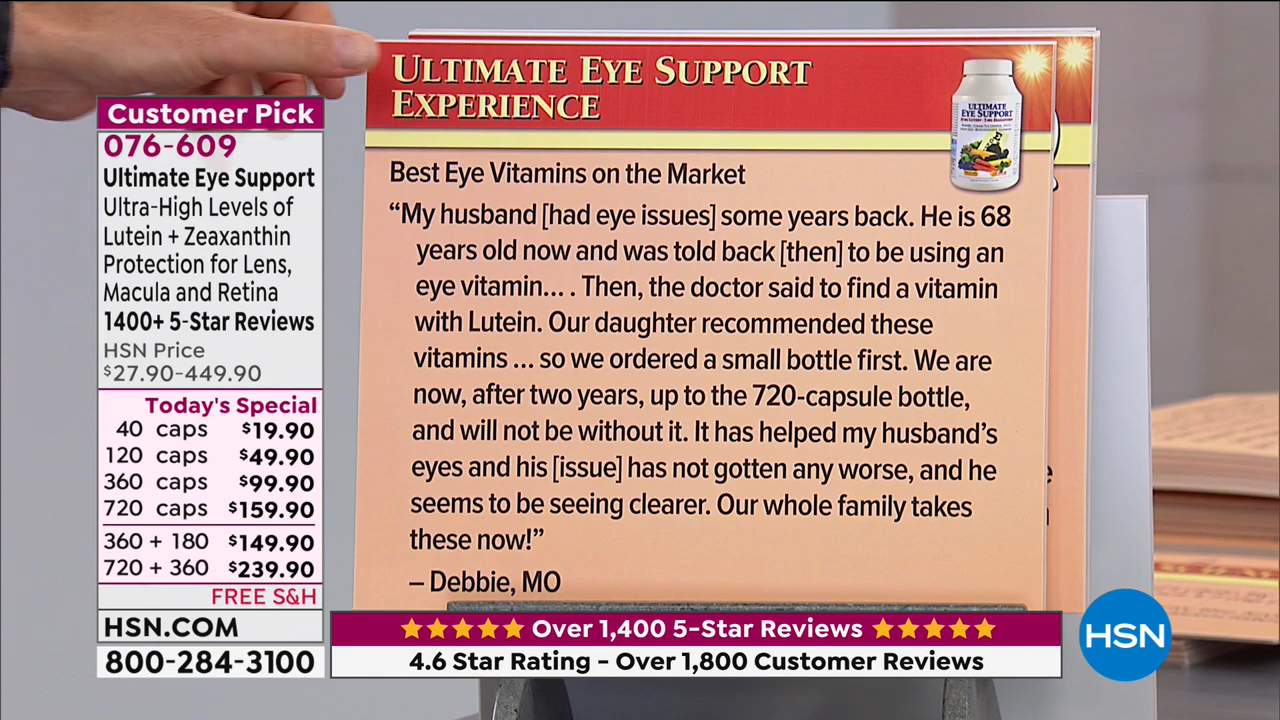 Customer Pick
076-609
Ultimate Eye Support
Ultra-High Levels of
Lutein + Zeaxanthin
Protection for Lens,
Macula and Retina
1400+ 5-Star Reviews
HSN Price
$27.90-449.90
Today's Special
40 caps $19.90
120 caps $49.90
360 caps $99.90
720 caps $159.90
360 + 180 $149.90
720 + 360 $239.90
FREE S&H
HSN.COM
800-284-3100
ULTIMATE EYE SUPPORT
EXPERIENCE
ULTIMATE
EYE SUPPORT
Best Eye Vitamins on the Market
“My husband [had eye issues] some years back. He is 68
years old now and was told back [then] to be using an
eye vitamin... . Then, the doctor said to find a vitamin
with Lutein. Our daughter recommended these
vitamins ... so we ordered a small bottle first. We are
now, after two years, up to the 720-capsule bottle,
and will not be without it. It has helped my husband’s
eyes and his [issue] has not gotten any worse, and he
seems to be seeing clearer. Our whole family takes
these now!”
– Debbie, MO
Over 1,400 5-Star Reviews
4.6 Star Rating – Over 1,800 Customer Reviews
HSN